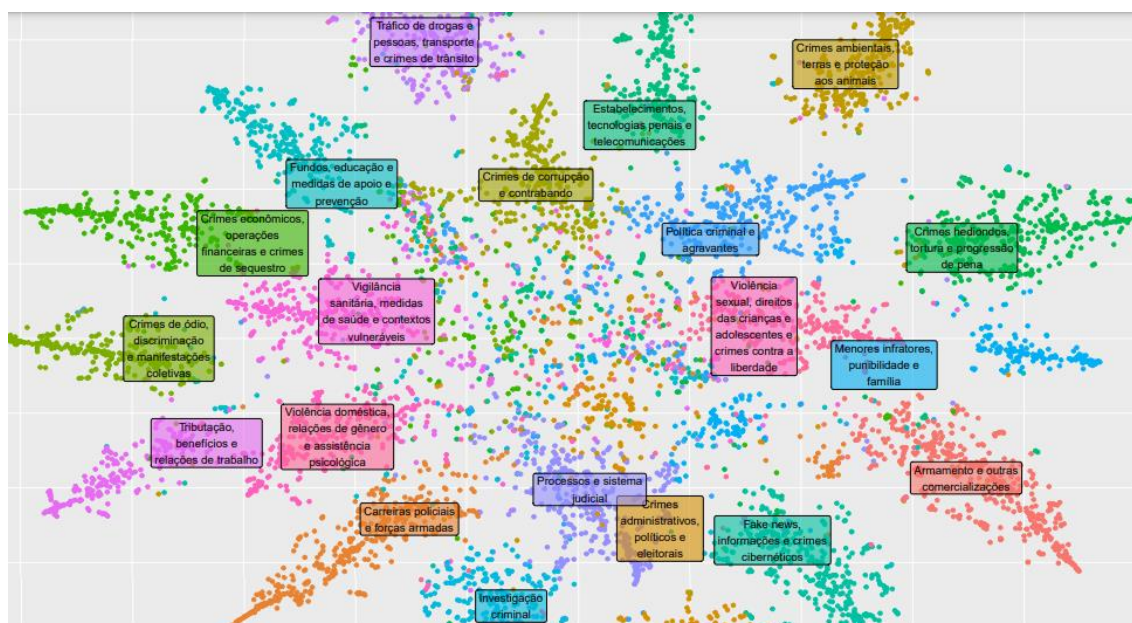 Tráfico de drogas e
pessoas, transporte
e crimes de trânsito
Crimes ambientais,
terras e proteção
aos animais
Estabelecimentos,
tecnologias penais e
telecomunicações
Fundos, educação e
medidas de apoio e
prevenção
Crimes de corrupção
e contrabando
Crimes econômicos,
operações
financeiras e crimes
de sequestro
Política criminal e
agravantes
Crimes hediondos,
tortura e progressão
de pena
Vigilância
sanitária, medidas
de saúde e contextos
vulneráveis
Violência
sexual, direitos
das crianças e
adolescentes e
crimes contra a
liberdade
Crimes de ódio,
discriminação
e manifestações
coletivas
Menores infratores,
punibilidade e
família
Tributação,
benefícios e
relações de trabalho
Violência doméstica,
relações de gênero
e assistência
psicológica
Processos e sistema
judicial
Armamento e outras
comercializações
Carreiras policiais
e forças armadas
Crimes
administrativos,
políticos e
eleitorais
Fake news,
informações e crimes
cibernéticos
Investigação
criminal